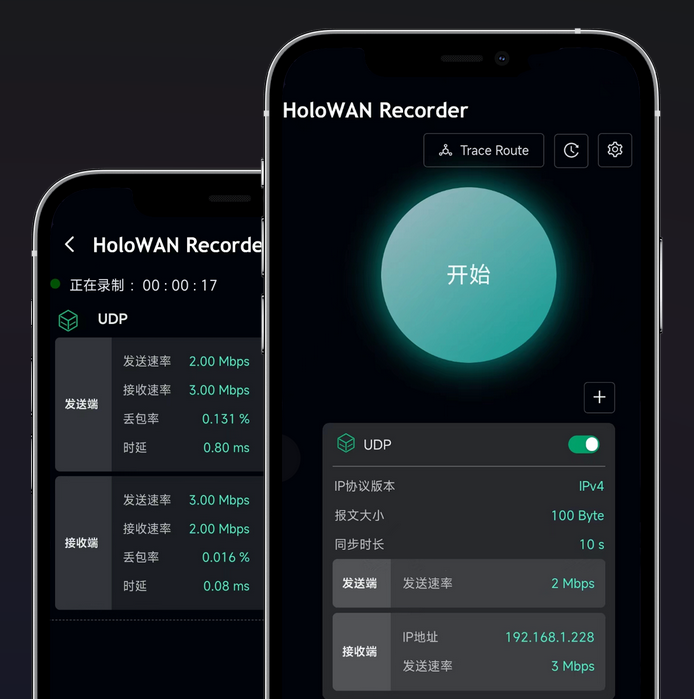 HoloWAN Recorder
Trace Route
开始
UDP
IP协议版本 IPv4
报文大小 100 Byte
同步时长 10 s
发送端 发送速率 2 Mbps
接收端
IP地址 192.168.1.228
发送速率 3 Mbps
HoloWAN Recorde
正在录制： 00 : 00 : 17
UDP
发送端
发送速率 2.00 Mbps
接收速率 3.00 Mbps
丢包率 0.131 %
时延 0.80 ms
接收端
发送速率 3.00 Mbps
接收速率 2.00 Mbps
丢包率 0.016 %
时延 0.08 ms